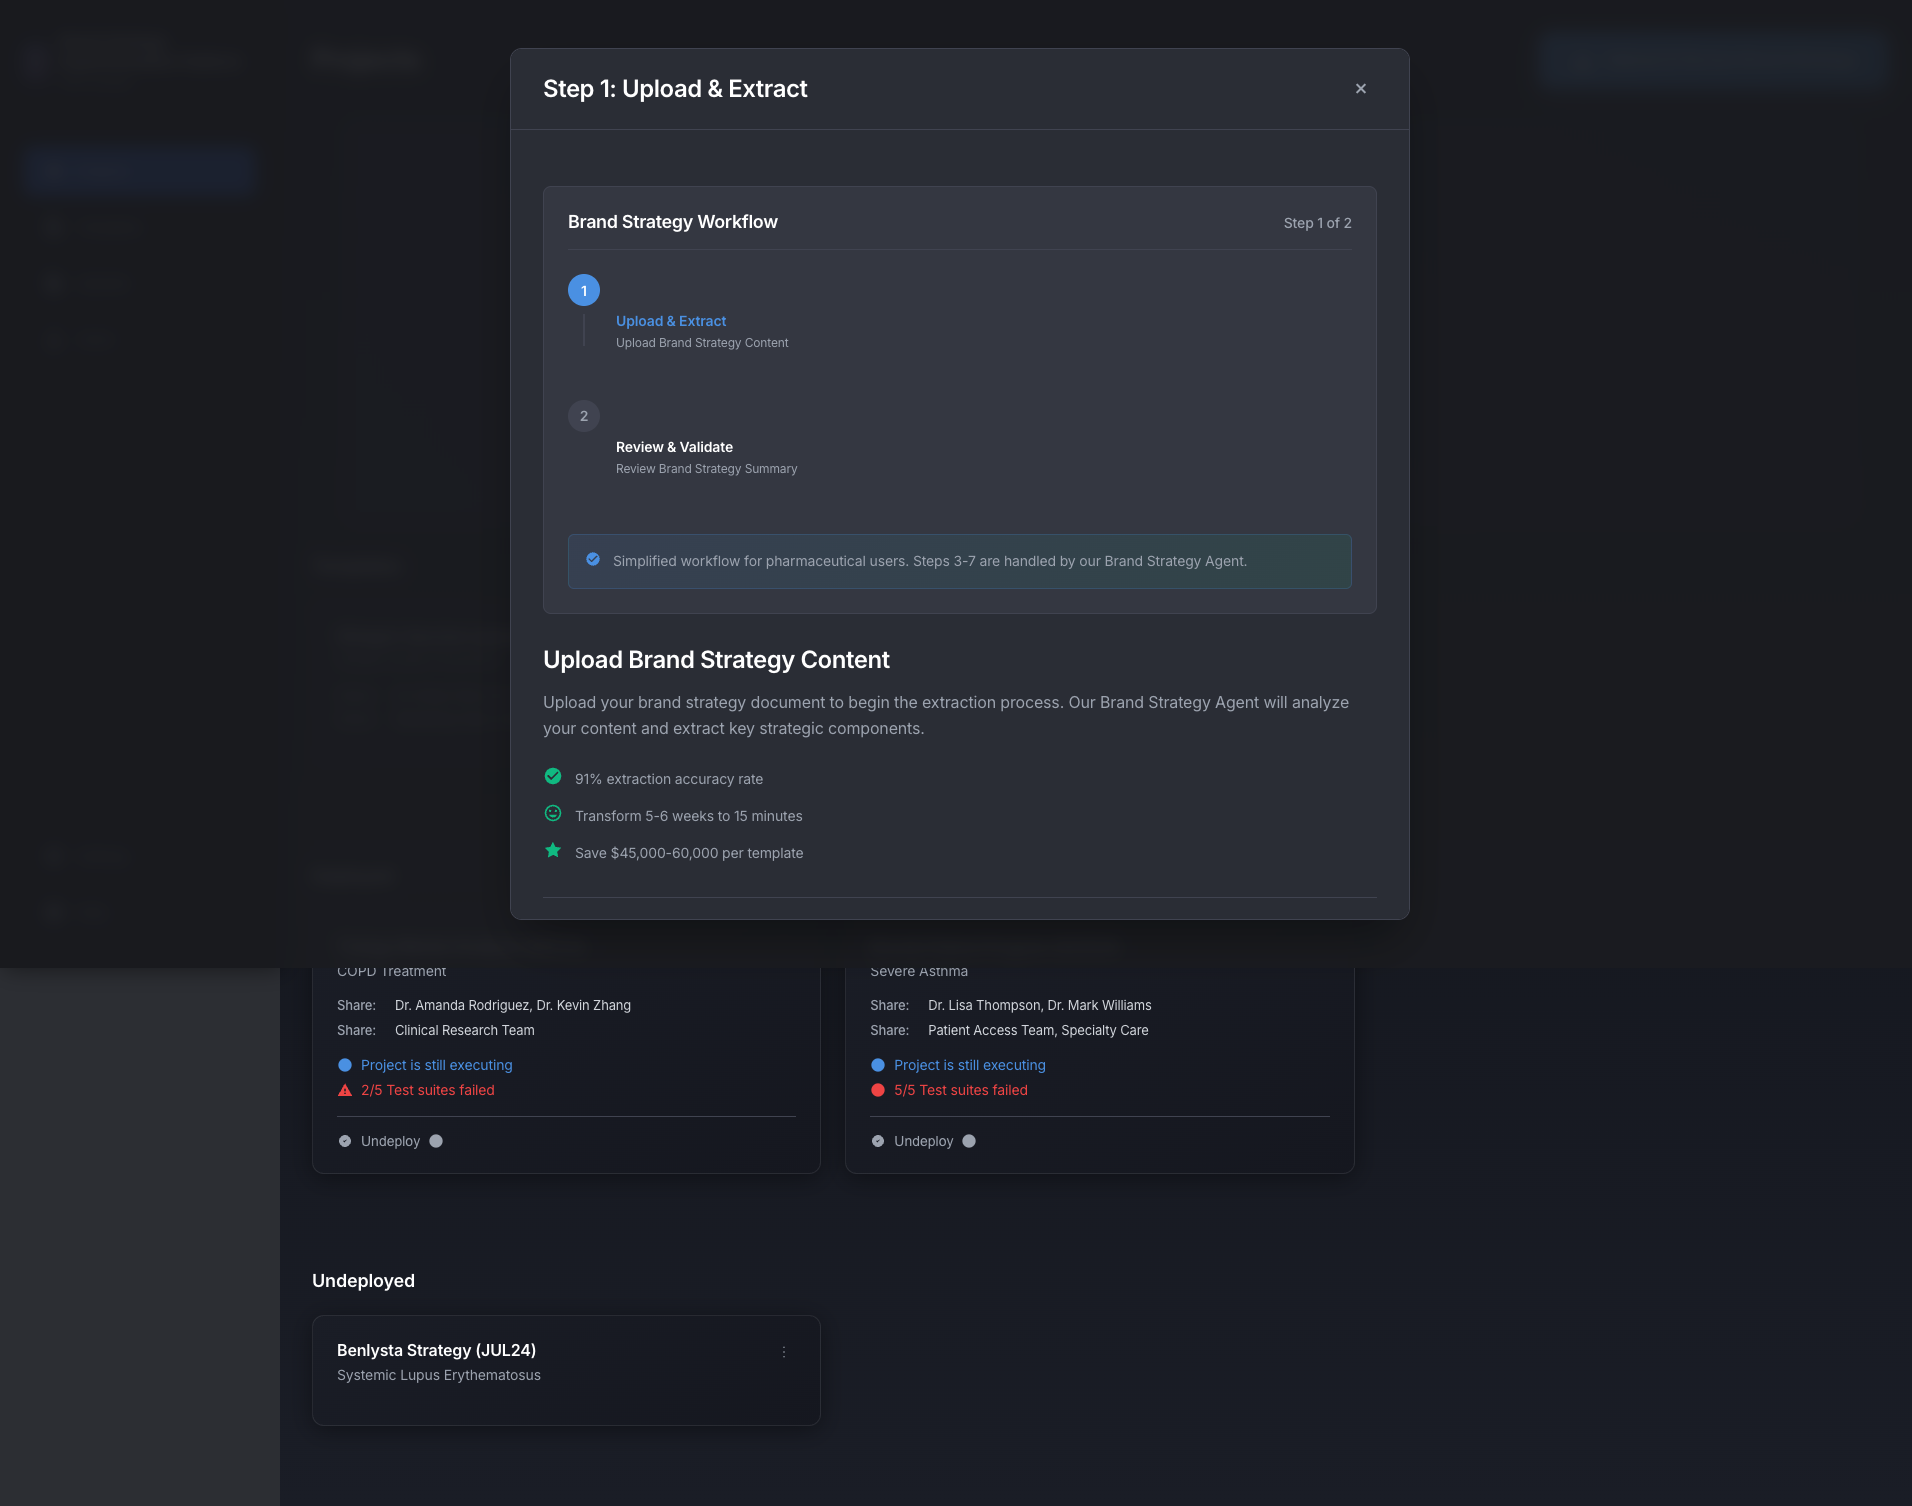 Step 1: Upload & Extract
×
Brand Strategy Workflow
Step 1 of 2
1
Upload & Extract
Upload Brand Strategy Content
2
Review & Validate
Review Brand Strategy Summary
Simplified workflow for pharmaceutical users. Steps 3-7 are handled by our Brand Strategy Agent.
Upload Brand Strategy Content
Upload your brand strategy document to begin the extraction process. Our Brand Strategy Agent will analyze
your content and extract key strategic components.
91% extraction accuracy rate
Transform 5-6 weeks to 15 minutes
Save $45,000-60,000 per template
COPD Treatment
Share: Dr. Amanda Rodriguez, Dr. Kevin Zhang
Share: Clinical Research Team
Project is still executing
2/5 Test suites failed
Undeploy
Severe Asthma
Share: Dr. Lisa Thompson, Dr. Mark Williams
Share: Patient Access Team, Specialty Care
Project is still executing
5/5 Test suites failed
Undeploy
Undeployed
Benlysta Strategy (JUL24)
Systemic Lupus Erythematosus